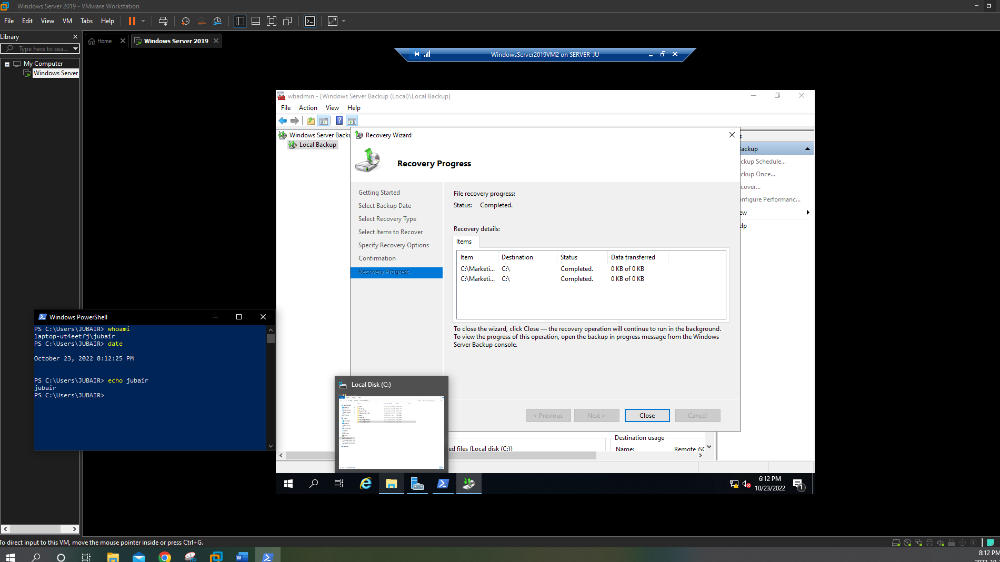 Windows Server 2019 - VMware Workstation
File Edit View VM Tabs Help
Library
Type here to sea...
Home
Windows Server 2019
My Computer
Windows Server
WindowsServer2019VM2 on SERVER-JU
wbadmin - [Windows Server Backup (Local)\Local Backup]
File Action View Help
Windows Server Backu
Local Backup
Recovery Wizard
Recovery Progress
Getting Started
Select Backup Date
Select Recovery Type
Select Items to Recover
Specify Recovery Options
Confirmation
Recovery Progress
File recovery progress:
Status: Completed.
Recovery details:
Items
Item Destination Status Data transferred
C:\Marketi... C:\ Completed. 0 KB of 0 KB
C:\Marketi... C:\ Completed. 0 KB of 0 KB
To close the wizard, click Close — the recovery operation will continue to run in the background.
To view the progress of this operation, open the backup in progress message from the Windows
Server Backup console.
< Previous Next > Close Cancel
s
ackup
ckup Schedule...
ckup Once...
cover...
onfigure Performanc...
ew
elp
Windows PowerShell
PS C:\Users\JUBAIR> whoami
laptop-ut4eetfj\jubair
PS C:\Users\JUBAIR> date
October 23, 2022 8:12:25 PM
PS C:\Users\JUBAIR> echo jubair
jubair
PS C:\Users\JUBAIR>
Local Disk (C:)
ed files (Local disk (C:))
Destination usage
Name: Remote iSC
6:12 PM
10/23/2022
1
To direct input to this VM, move the mouse pointer inside or press Ctrl+G.
8:12 PM